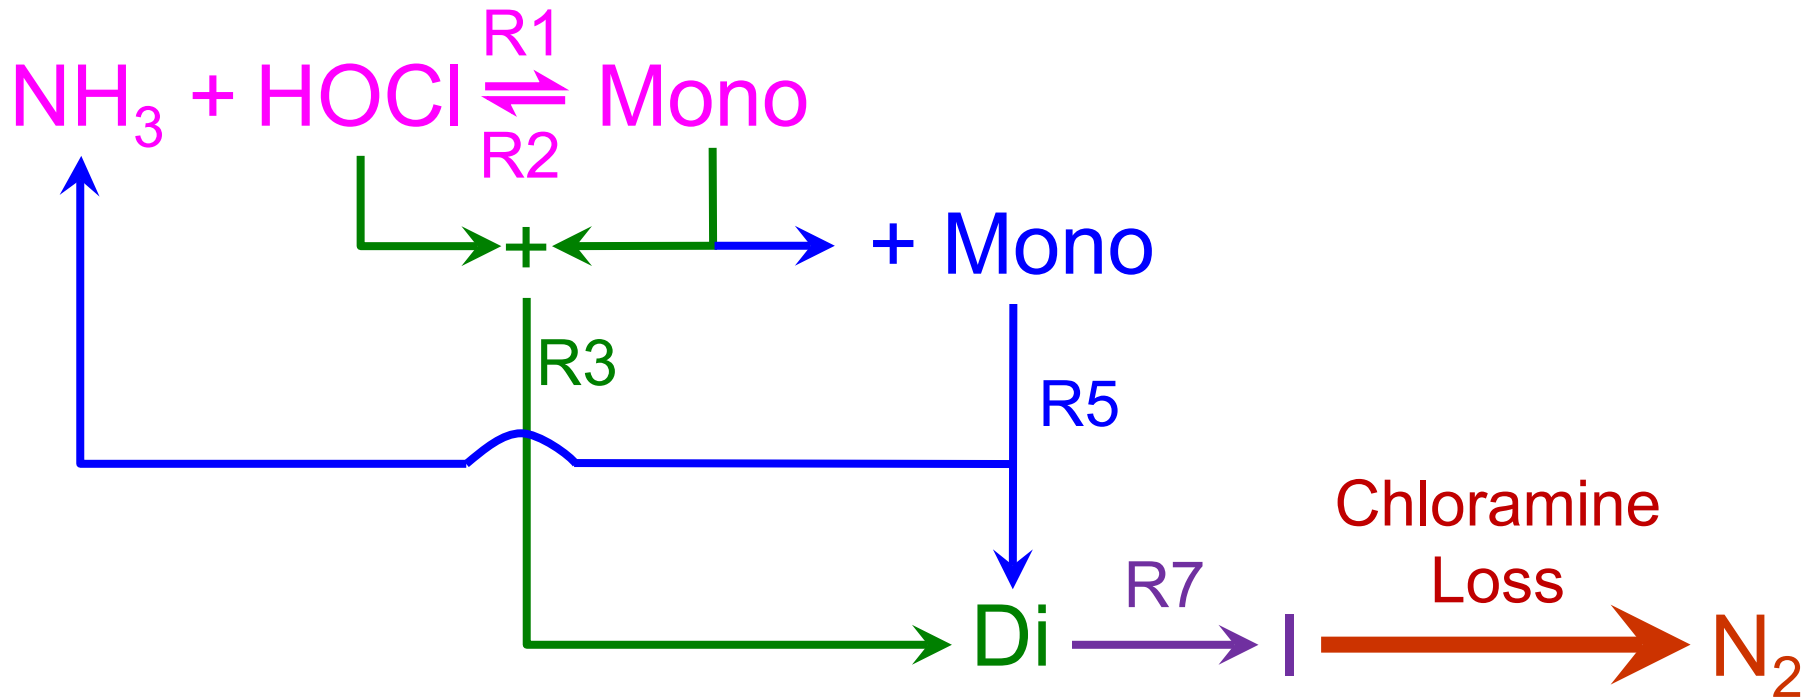 R1
NH₃ + HOCl ⇌ Mono
R2
+
+ Mono
R3
R5
Chloramine
Loss
R7
Di
I
N₂